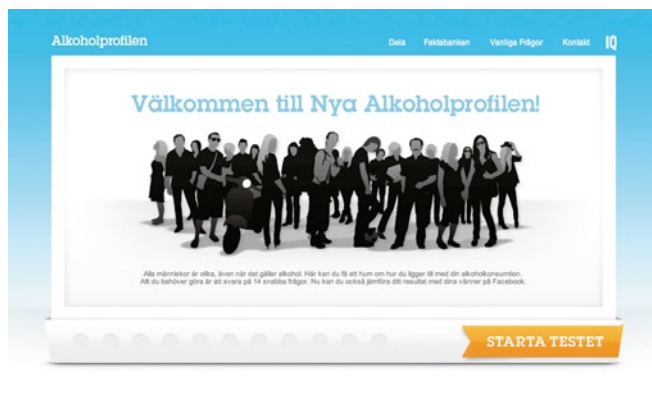 Alkoholprofilen
Dela Faktabanken Vanliga Frågor Kontakt IQ
Välkommen till Nya Alkoholprofilen!
Alla människor är olika, även när det gäller alkohol. Här kan du få ett hum om hur du ligger till med din alkoholkonsumtion.
Allt du behöver göra är att svara på 14 snabba frågor. Nu kan du också jämföra ditt resultat med dina vänner på Facebook.
STARTA TESTET